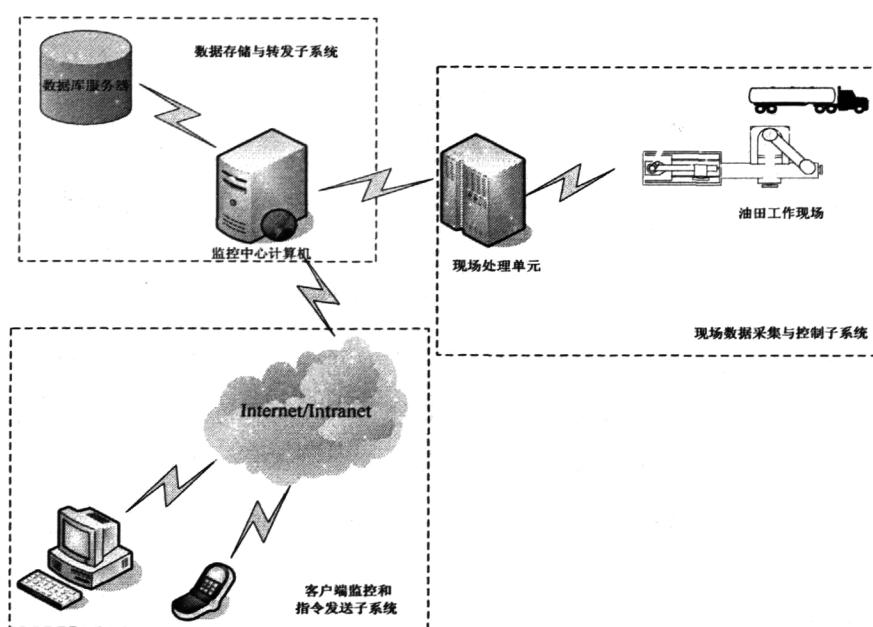 数据存储与转发子系统
数据库服务器
监控中心计算机
油田工作现场
现场处理单元
现场数据采集与控制子系统
Internet/Intranet
客户端监控和
指令发送子系统